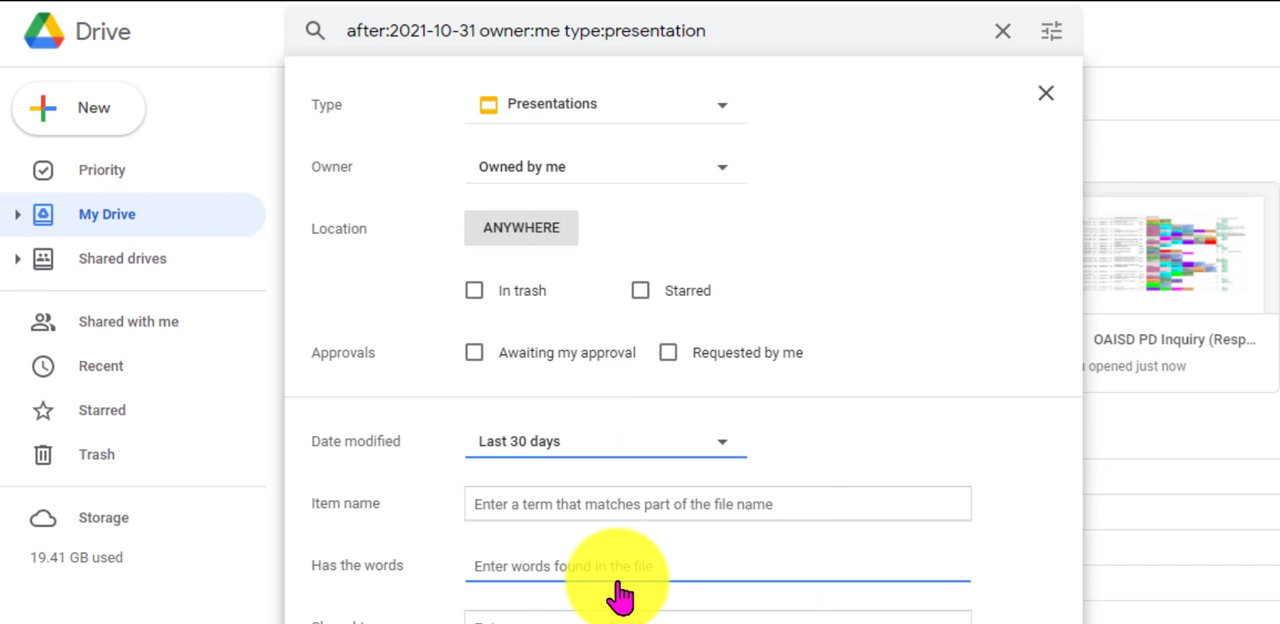 Drive
after:2021-10-31 owner:me type:presentation
New
Priority
My Drive
Shared drives
Shared with me
Recent
Starred
Trash
Storage
19.41 GB used
Type
Presentations
Owner
Owned by me
Location
ANYWHERE
In trash
Starred
Approvals
Awaiting my approval
Requested by me
Date modified
Last 30 days
Item name
Enter a term that matches part of the file name
Has the words
Enter words found in the file
OAISD PD Inquiry (Resp...
opened just now